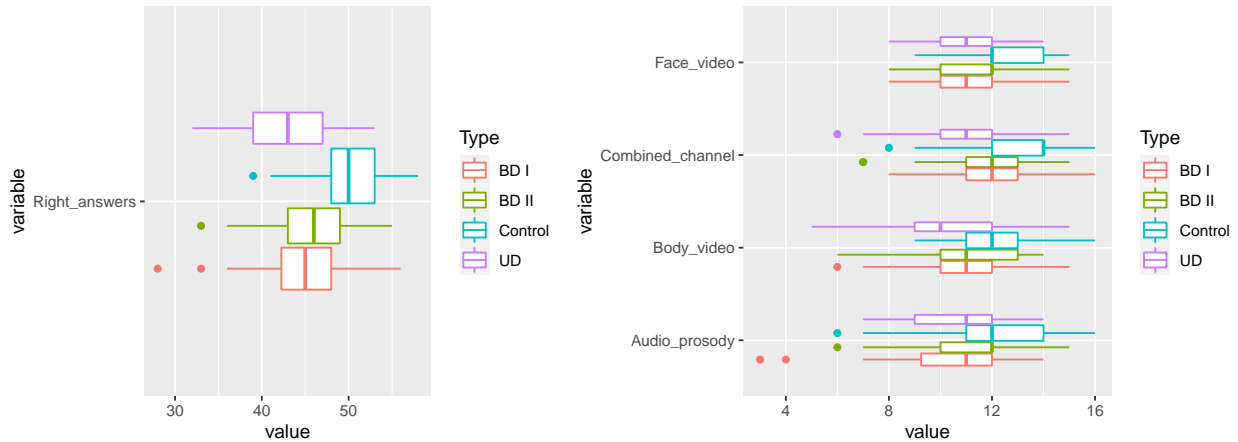 variable
Right_answers
30 40 50
value
Type
BD I
BD II
Control
UD
variable
Face_video
Combined_channel
Body_video
Audio_prosody
4 8 12 16
value
Type
BD I
BD II
Control
UD